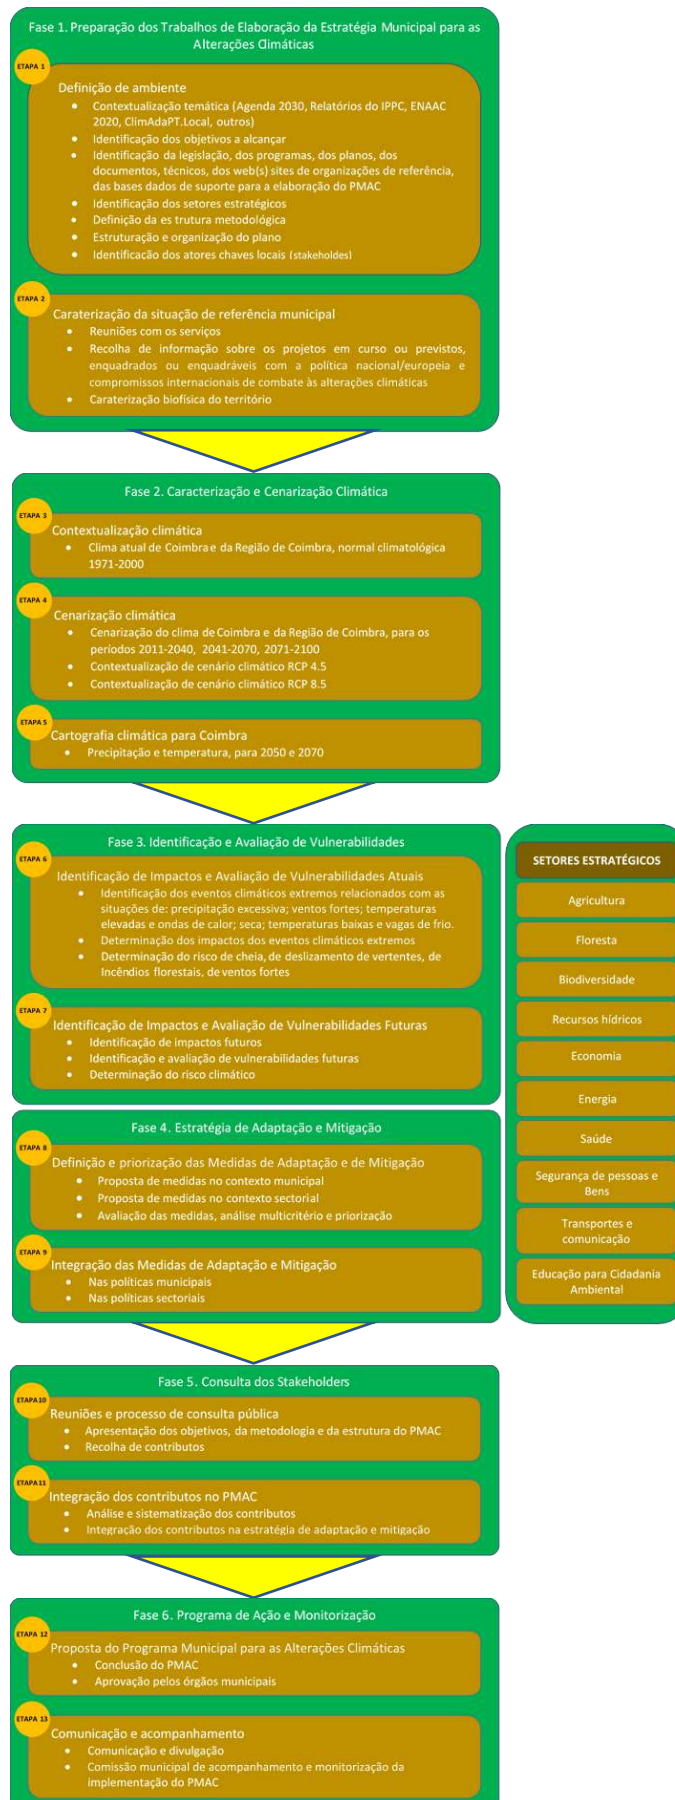 Fase 1. Preparação dos Trabalhos de Elaboração da Estratégia Municipal para as
Alterações Climáticas
ETAPA 1
Definição de ambiente
• Contextualização temática (Agenda 2030, Relatórios do IPPC, ENAAC
2020, ClimAdaPT.Local, outros)
• Identificação dos objetivos a alcançar
• Identificação da legislação, dos programas, dos planos, dos
documentos, técnicos, dos web(s) sites de organizações de referência,
das bases dados de suporte para a elaboração do PMAC
• Identificação dos setores estratégicos
• Definição da es trutura metodológica
• Estruturação e organização do plano
• Identificação dos atores chaves locais (stakeholdes)
ETAPA 2
Caraterização da situação de referência municipal
• Reuniões com os serviços
• Recolha de informação sobre os projetos em curso ou previstos,
enquadrados ou enquadráveis com a política nacional/europeia e
compromissos internacionais de combate às alterações climáticas
• Caraterização biofísica do território
Fase 2. Caracterização e Cenarização Climática
ETAPA 3
Contextualização climática
• Clima atual de Coimbra e da Região de Coimbra, normal climatológica
1971-2000
ETAPA 4
Cenarização climática
• Cenarização do clima de Coimbra e da Região de Coimbra, para os
períodos 2011-2040, 2041-2070, 2071-2100
• Contextualização de cenário climático RCP 4.5
• Contextualização de cenário climático RCP 8.5
ETAPA 5
Cartografia climática para Coimbra
• Precipitação e temperatura, para 2050 e 2070
Fase 3. Identificação e Avaliação de Vulnerabilidades
ETAPA 6
Identificação de Impactos e Avaliação de Vulnerabilidades Atuais
• Identificação dos eventos climáticos extremos relacionados com as
situações de: precipitação excessiva; ventos fortes; temperaturas
elevadas e ondas de calor; seca; temperaturas baixas e vagas de frio.
• Determinação dos impactos dos eventos climáticos extremos
• Determinação do risco de cheia, de deslizamento de vertentes, de
Incêndios florestais, de ventos fortes
ETAPA 7
Identificação de Impactos e Avaliação de Vulnerabilidades Futuras
• Identificação de impactos futuros
• Identificação e avaliação de vulnerabilidades futuras
• Determinação do risco climático
Fase 4. Estratégia de Adaptação e Mitigação
ETAPA 8
Definição e priorização das Medidas de Adaptação e de Mitigação
• Proposta de medidas no contexto municipal
• Proposta de medidas no contexto sectorial
• Avaliação das medidas, análise multicritério e priorização
ETAPA 9
Integração das Medidas de Adaptação e Mitigação
• Nas políticas municipais
• Nas políticas sectoriais
SETORES ESTRATÉGICOS
Agricultura
Floresta
Biodiversidade
Recursos hídricos
Economia
Energia
Saúde
Segurança de pessoas e
Bens
Transportes e
comunicação
Educação para Cidadania
Ambiental
Fase 5. Consulta dos Stakeholders
ETAPA10
Reuniões e processo de consulta pública
• Apresentação dos objetivos, da metodologia e da estrutura do PMAC
• Recolha de contributos
ETAPA11
Integração dos contributos no PMAC
• Análise e sistematização dos contributos
• Integração dos contributos na estratégia de adaptação e mitigação
Fase 6. Programa de Ação e Monitorização
ETAPA 12
Proposta do Programa Municipal para as Alterações Climáticas
• Conclusão do PMAC
• Aprovação pelos órgãos municipais
ETAPA 13
Comunicação e acompanhamento
• Comunicação e divulgação
• Comissão municipal de acompanhamento e monitorização da
implementação do PMAC